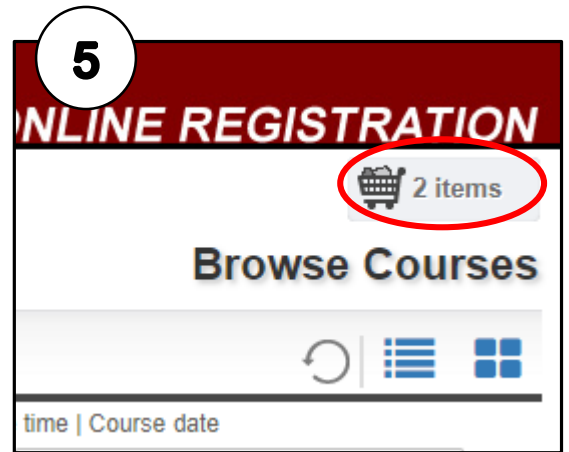 5
ONLINE REGISTRATION
2 items
Browse Courses
time | Course date